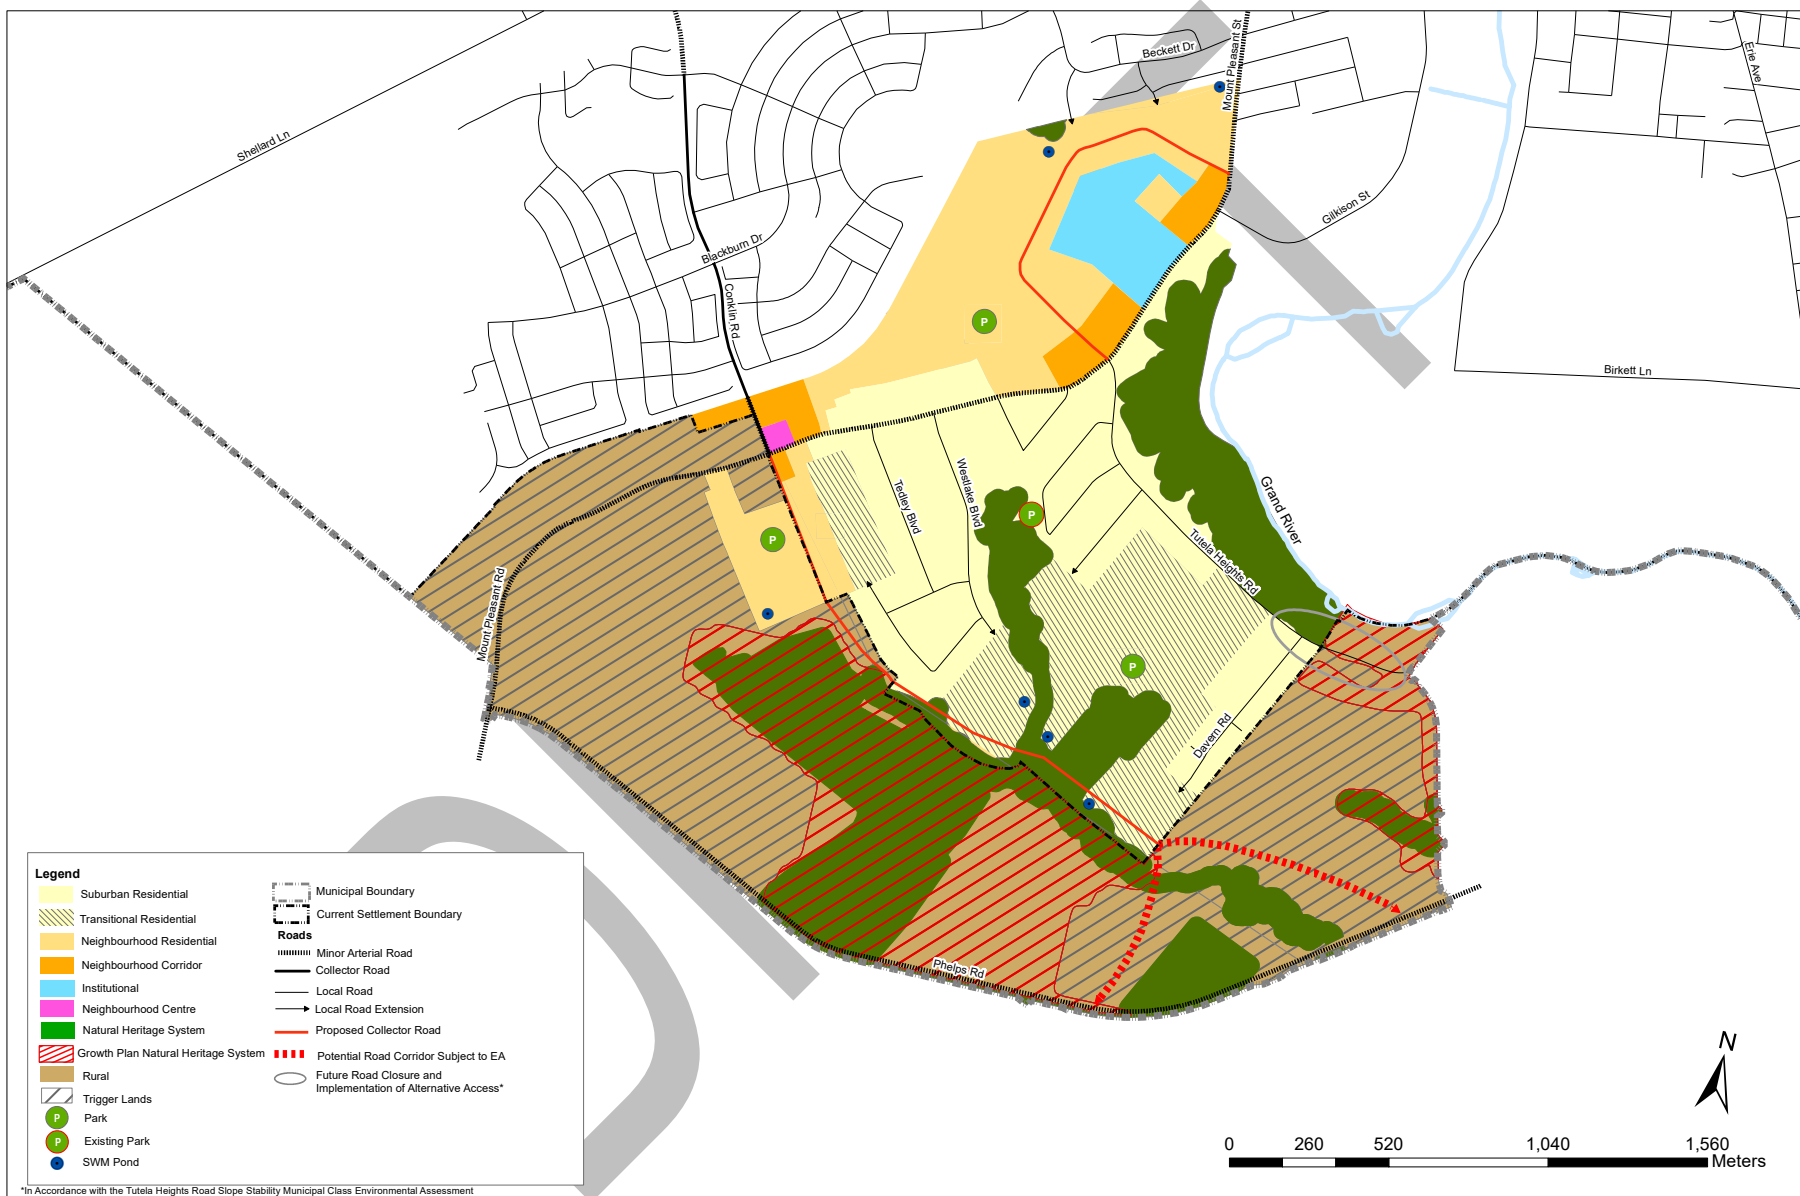 Beckett Dr
Mount Pleasant St
Erie Ave
Shellard Ln
Gilkison St
Blackburn Dr
Conklin Rd
Birkett Ln
P
Tedley Blvd
Westlake Blvd
Grand River
P
P
Tutela Heights Rd
Mount Pleasant Rd
P
Davern Rd
Phelps Rd
Legend
Suburban Residential
Transitional Residential
Neighbourhood Residential
Neighbourhood Corridor
Institutional
Neighbourhood Centre
Natural Heritage System
Growth Plan Natural Heritage System
Rural
Trigger Lands
P Park
P Existing Park
SWM Pond
Municipal Boundary
Current Settlement Boundary
Roads
Minor Arterial Road
Collector Road
Local Road
Local Road Extension
Proposed Collector Road
Potential Road Corridor Subject to EA
Future Road Closure and
Implementation of Alternative Access*
N
0 260 520 1,040 1,560
Meters
*In Accordance with the Tutela Heights Road Slope Stability Municipal Class Environmental Assessment